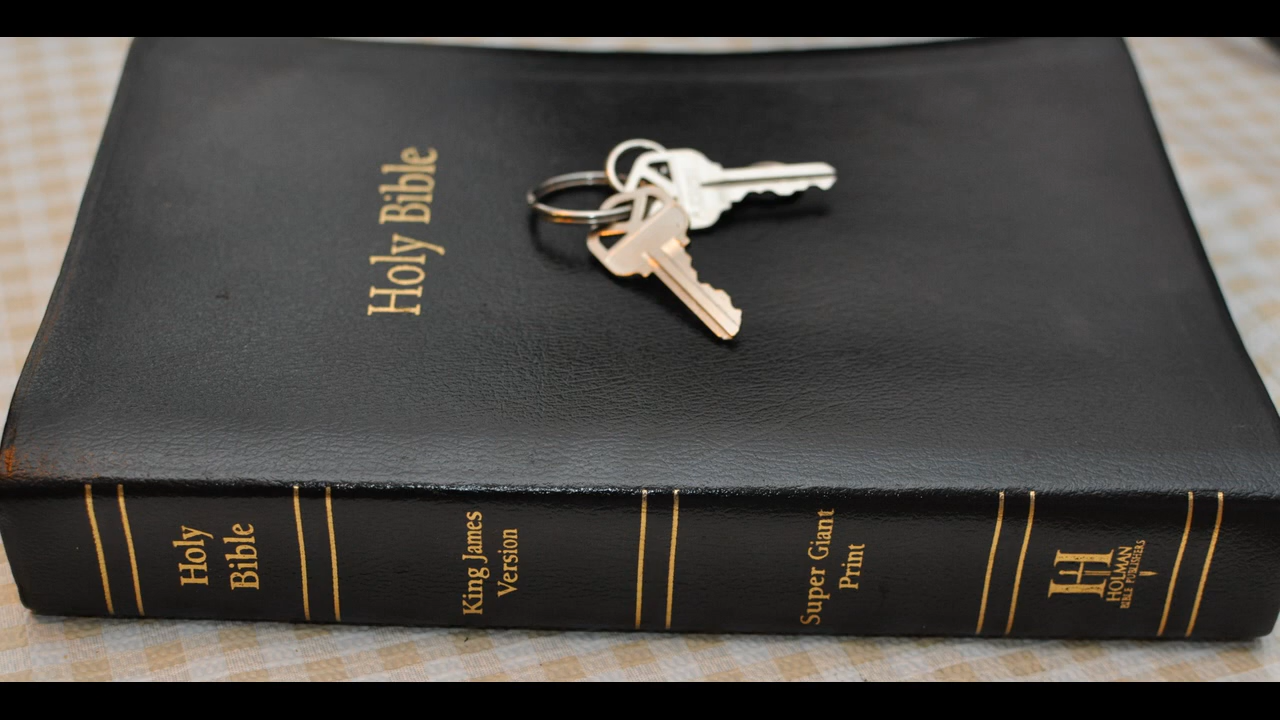 Holy Bible
Holy
Bible
King James
Version
Super Giant
Print
H
HOLMAN
BIBLE PUBLISHERS